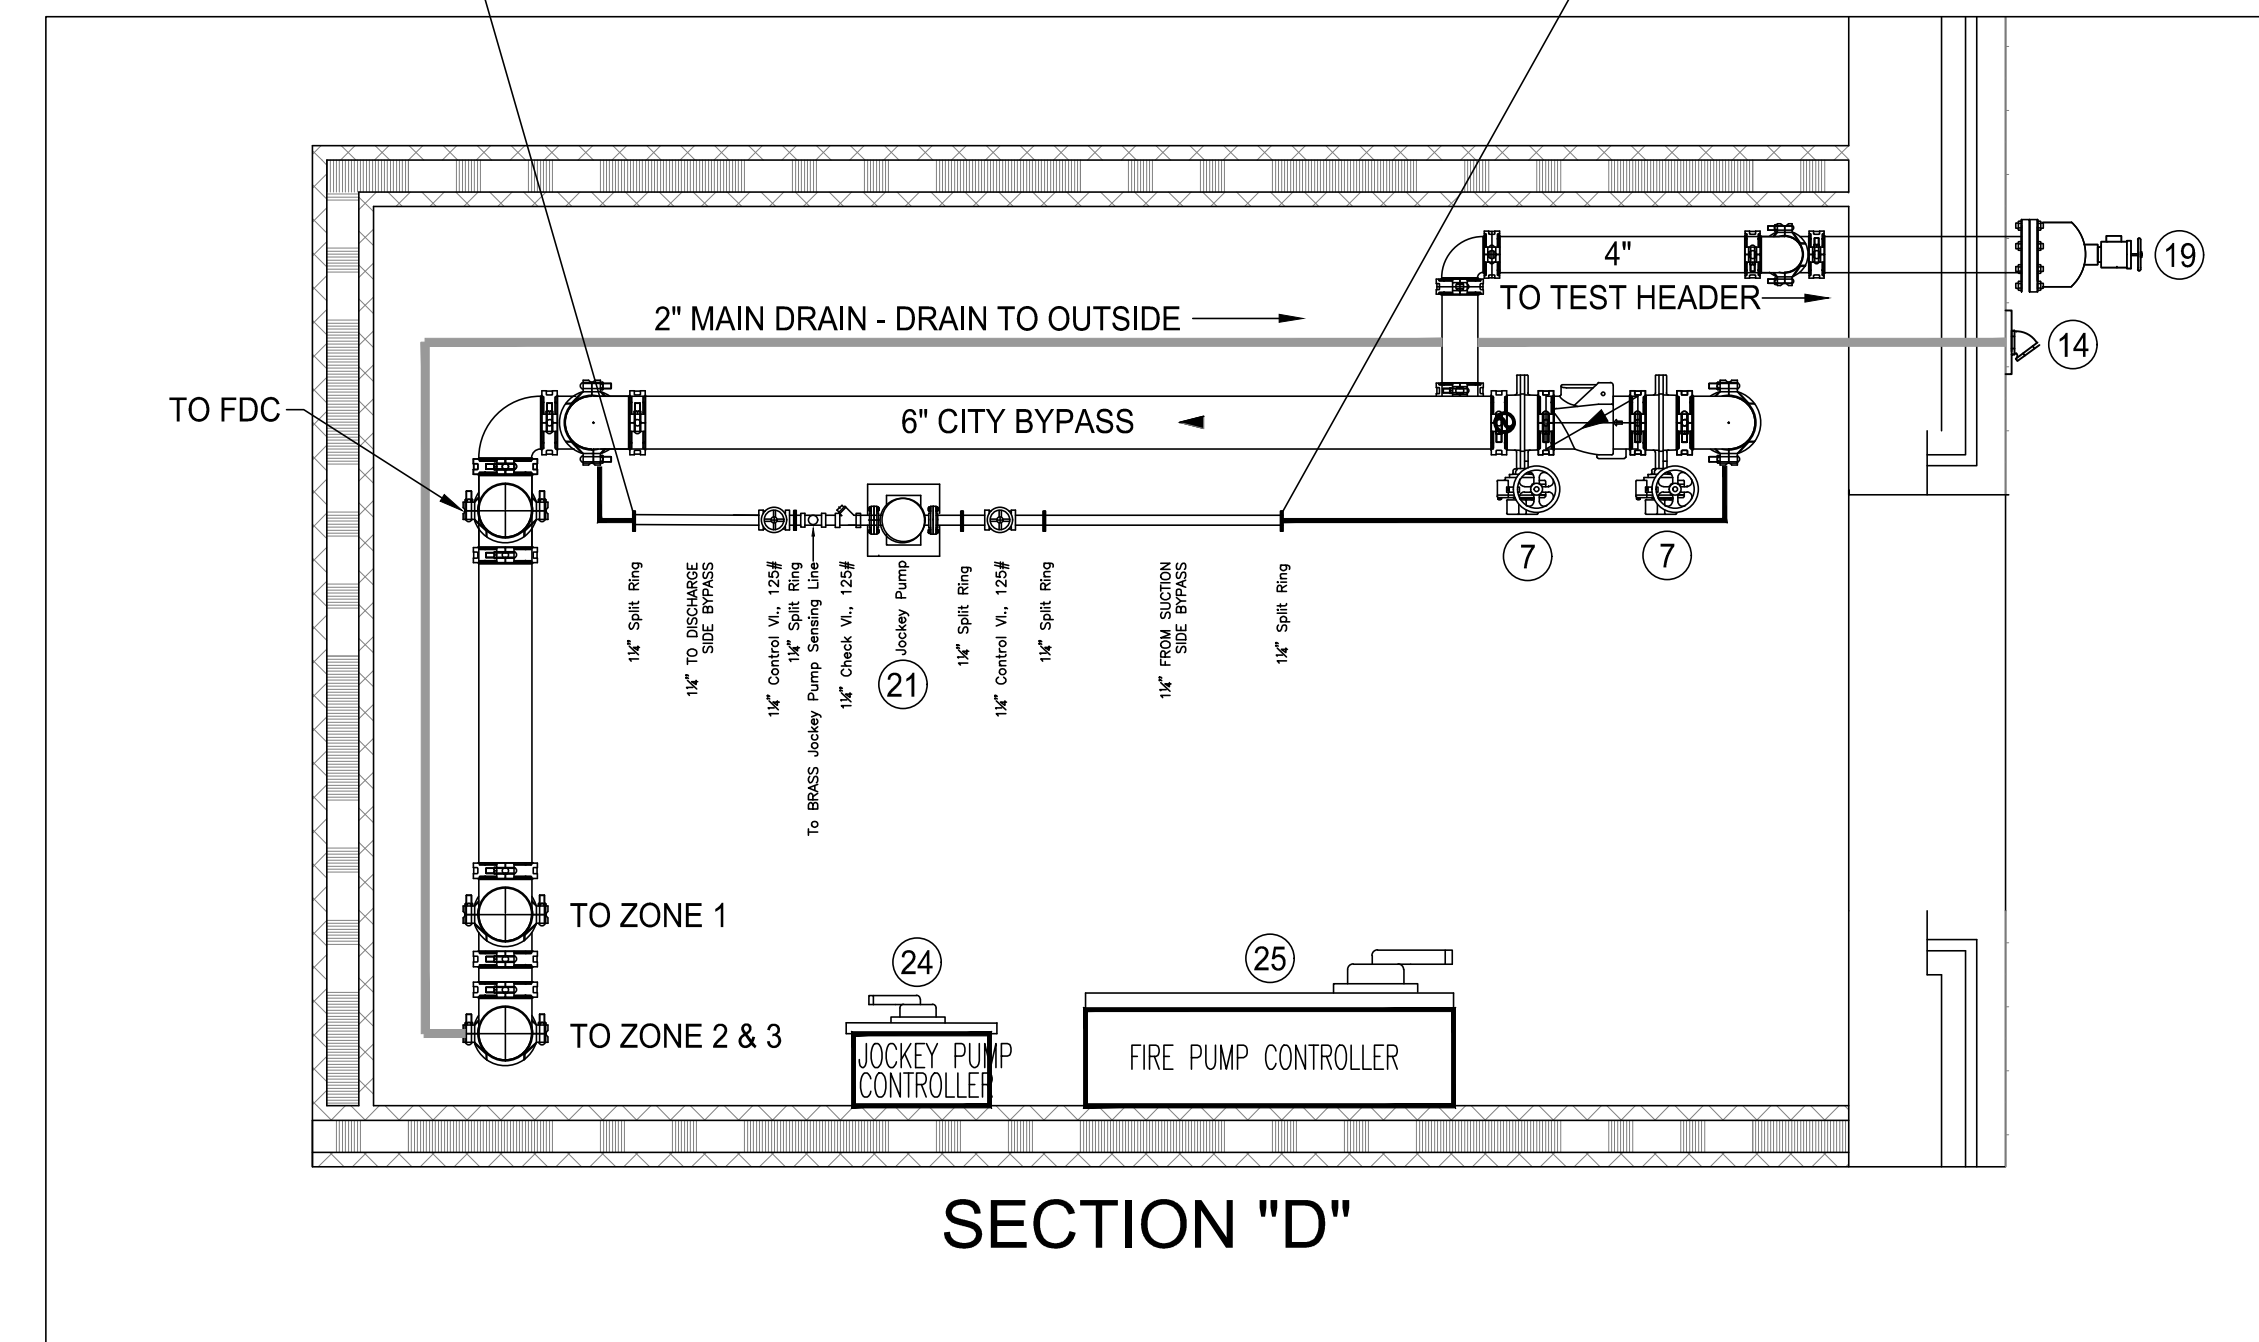 4"
19
TO TEST HEADER
2" MAIN DRAIN - DRAIN TO OUTSIDE
14
TO FDC
6" CITY BYPASS
7
7
1¼" Split Ring
1¼" TO DISCHARGE
SIDE BYPASS
1¼" Control Vl., 125#
1¼" Split Ring
To BRASS Jockey Pump Sensing Line
1¼" Check Vl., 125#
Jockey Pump
21
1¼" Split Ring
1¼" Control Vl., 125#
1¼" Split Ring
1¼" FROM SUCTION
SIDE BYPASS
1¼" Split Ring
TO ZONE 1
24
25
TO ZONE 2 & 3
JOCKEY PUMP
CONTROLLER
FIRE PUMP CONTROLLER
SECTION "D"